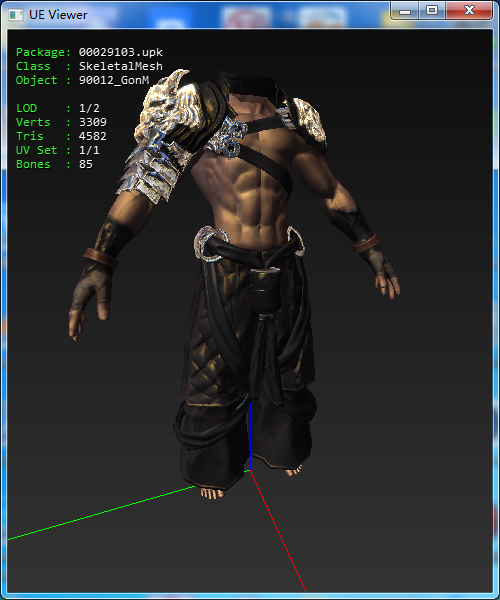 UE Viewer
Package: 00029103.upk
Class : SkeletalMesh
Object : 90012_GonM
LOD : 1/2
Verts : 3309
Tris : 4582
UV Set : 1/1
Bones : 85